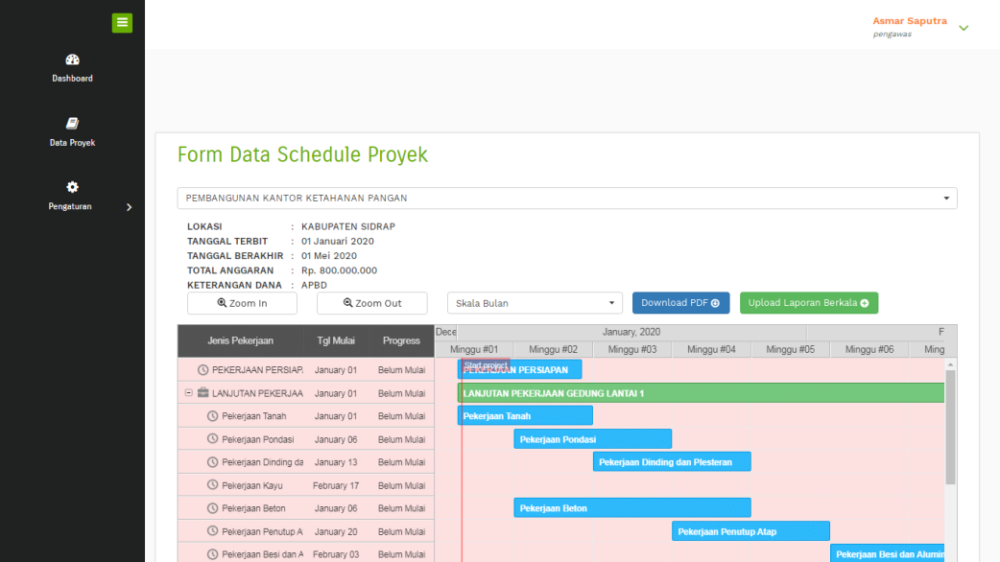 Asmar Saputra
pengawas
Dashboard
Data Proyek
Pengaturan
Form Data Schedule Proyek
PEMBANGUNAN KANTOR KETAHANAN PANGAN
LOKASI : KABUPATEN SIDRAP
TANGGAL TERBIT : 01 Januari 2020
TANGGAL BERAKHIR : 01 Mei 2020
TOTAL ANGGARAN : Rp. 800.000.000
KETERANGAN DANA : APBD
Zoom In Zoom Out Skala Bulan Download PDF Upload Laporan Berkala
Jenis Pekerjaan Tgl Mulai Progress
Dece January, 2020 F
Minggu #01 Minggu #02 Minggu #03 Minggu #04 Minggu #05 Minggu #06 Ming
Start project
PEKERJAAN PERSIAP. January 01 Belum Mulai PEKERJAAN PERSIAPAN
LANJUTAN PEKERJAA January 01 Belum Mulai LANJUTAN PEKERJAAN GEDUNG LANTAI 1
Pekerjaan Tanah January 01 Belum Mulai Pekerjaan Tanah
Pekerjaan Pondasi January 06 Belum Mulai Pekerjaan Pondasi
Pekerjaan Dinding da January 13 Belum Mulai Pekerjaan Dinding dan Plesteran
Pekerjaan Kayu February 17 Belum Mulai
Pekerjaan Beton January 06 Belum Mulai Pekerjaan Beton
Pekerjaan Penutup A January 20 Belum Mulai Pekerjaan Penutup Atap
Pekerjaan Besi dan A February 03 Belum Mulai Pekerjaan Besi dan Alumin